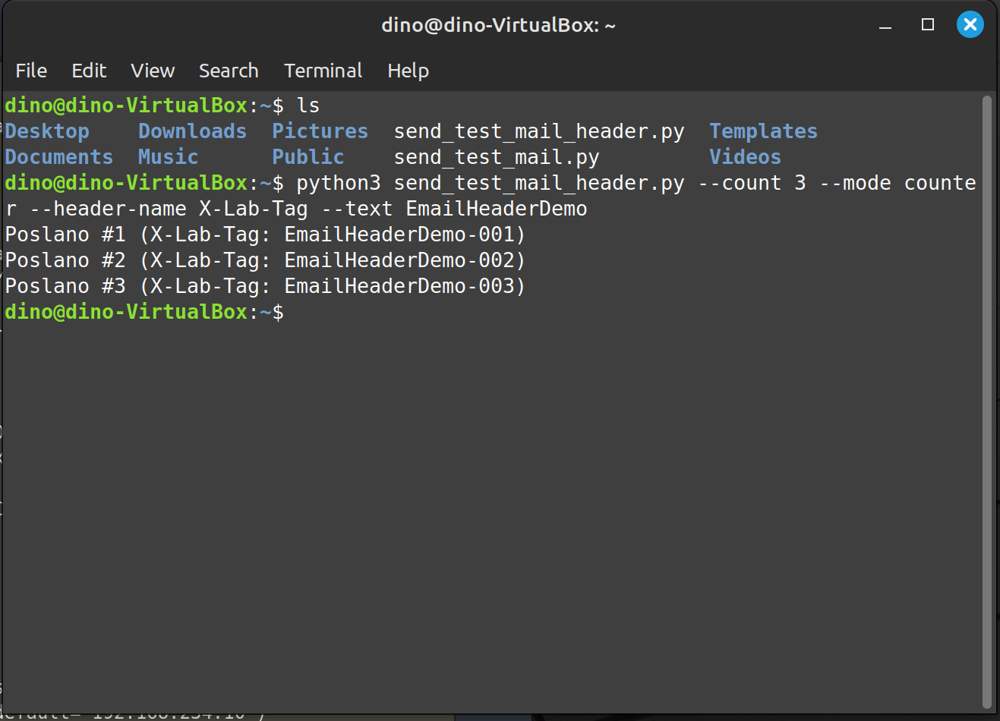 dino@dino-VirtualBox: ~
File Edit View Search Terminal Help
dino@dino-VirtualBox:~$ ls
Desktop Downloads Pictures send_test_mail_header.py Templates
Documents Music Public send_test_mail.py Videos
dino@dino-VirtualBox:~$ python3 send_test_mail_header.py --count 3 --mode counte
r --header-name X-Lab-Tag --text EmailHeaderDemo
Poslano #1 (X-Lab-Tag: EmailHeaderDemo-001)
Poslano #2 (X-Lab-Tag: EmailHeaderDemo-002)
Poslano #3 (X-Lab-Tag: EmailHeaderDemo-003)
dino@dino-VirtualBox:~$